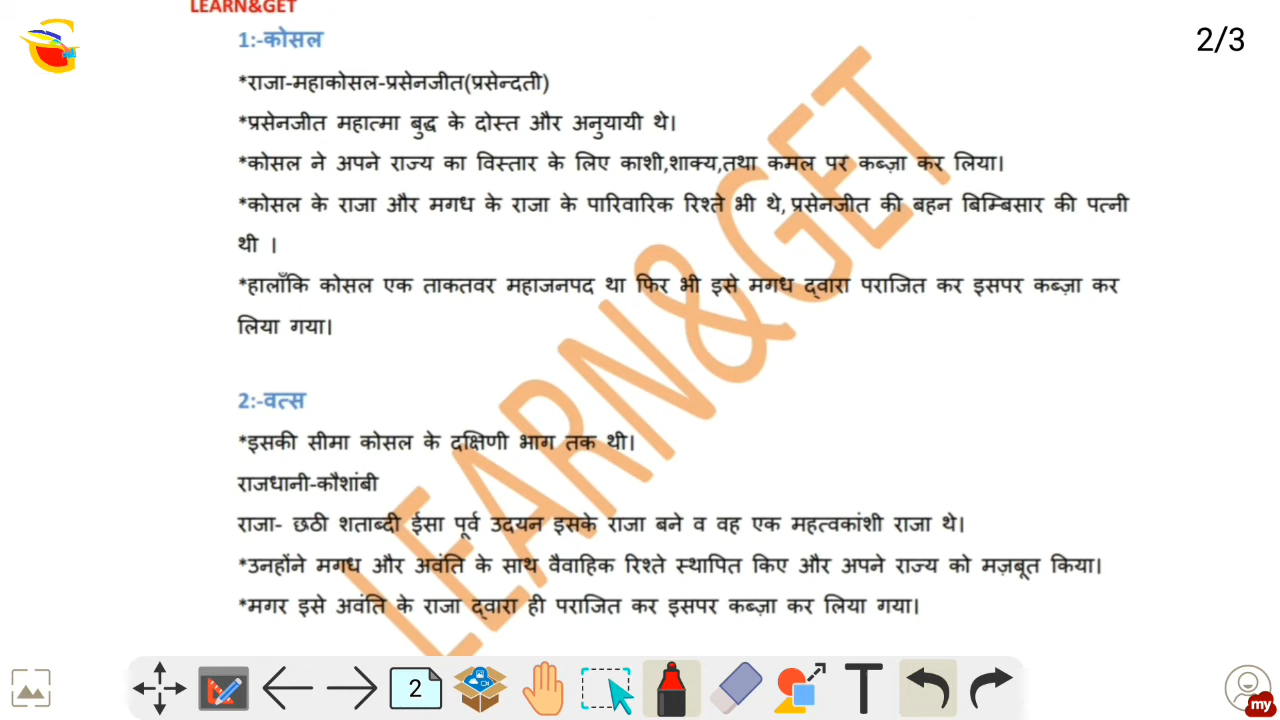 LEARN&GET
2/3
1:-कोसल
*राजा-महाकोसल-प्रसेनजीत(प्रसेन्दती)
*प्रसेनजीत महात्मा बुद्ध के दोस्त और अनुयायी थे।
*कोसल ने अपने राज्य का विस्तार के लिए काशी,शाक्य,तथा कमल पर कब्ज़ा कर लिया।
*कोसल के राजा और मगध के राजा के पारिवारिक रिश्ते भी थे,प्रसेनजीत की बहन बिम्बिसार की पत्नी
थी ।
*हालाँकि कोसल एक ताकतवर महाजनपद था फिर भी इसे मगध द्वारा पराजित कर इसपर कब्ज़ा कर
लिया गया।
2:-वत्स
*इसकी सीमा कोसल के दक्षिणी भाग तक थी।
राजधानी-कौशांबी
राजा- छठी शताब्दी ईसा पूर्व उदयन इसके राजा बने व वह एक महत्वकांशी राजा थे।
*उनहोंने मगध और अवंति के साथ वैवाहिक रिश्ते स्थापित किए और अपने राज्य को मज़बूत किया।
*मगर इसे अवंति के राजा द्वारा ही पराजित कर इसपर कब्ज़ा कर लिया गया।
LEARN&GET
2
T
my